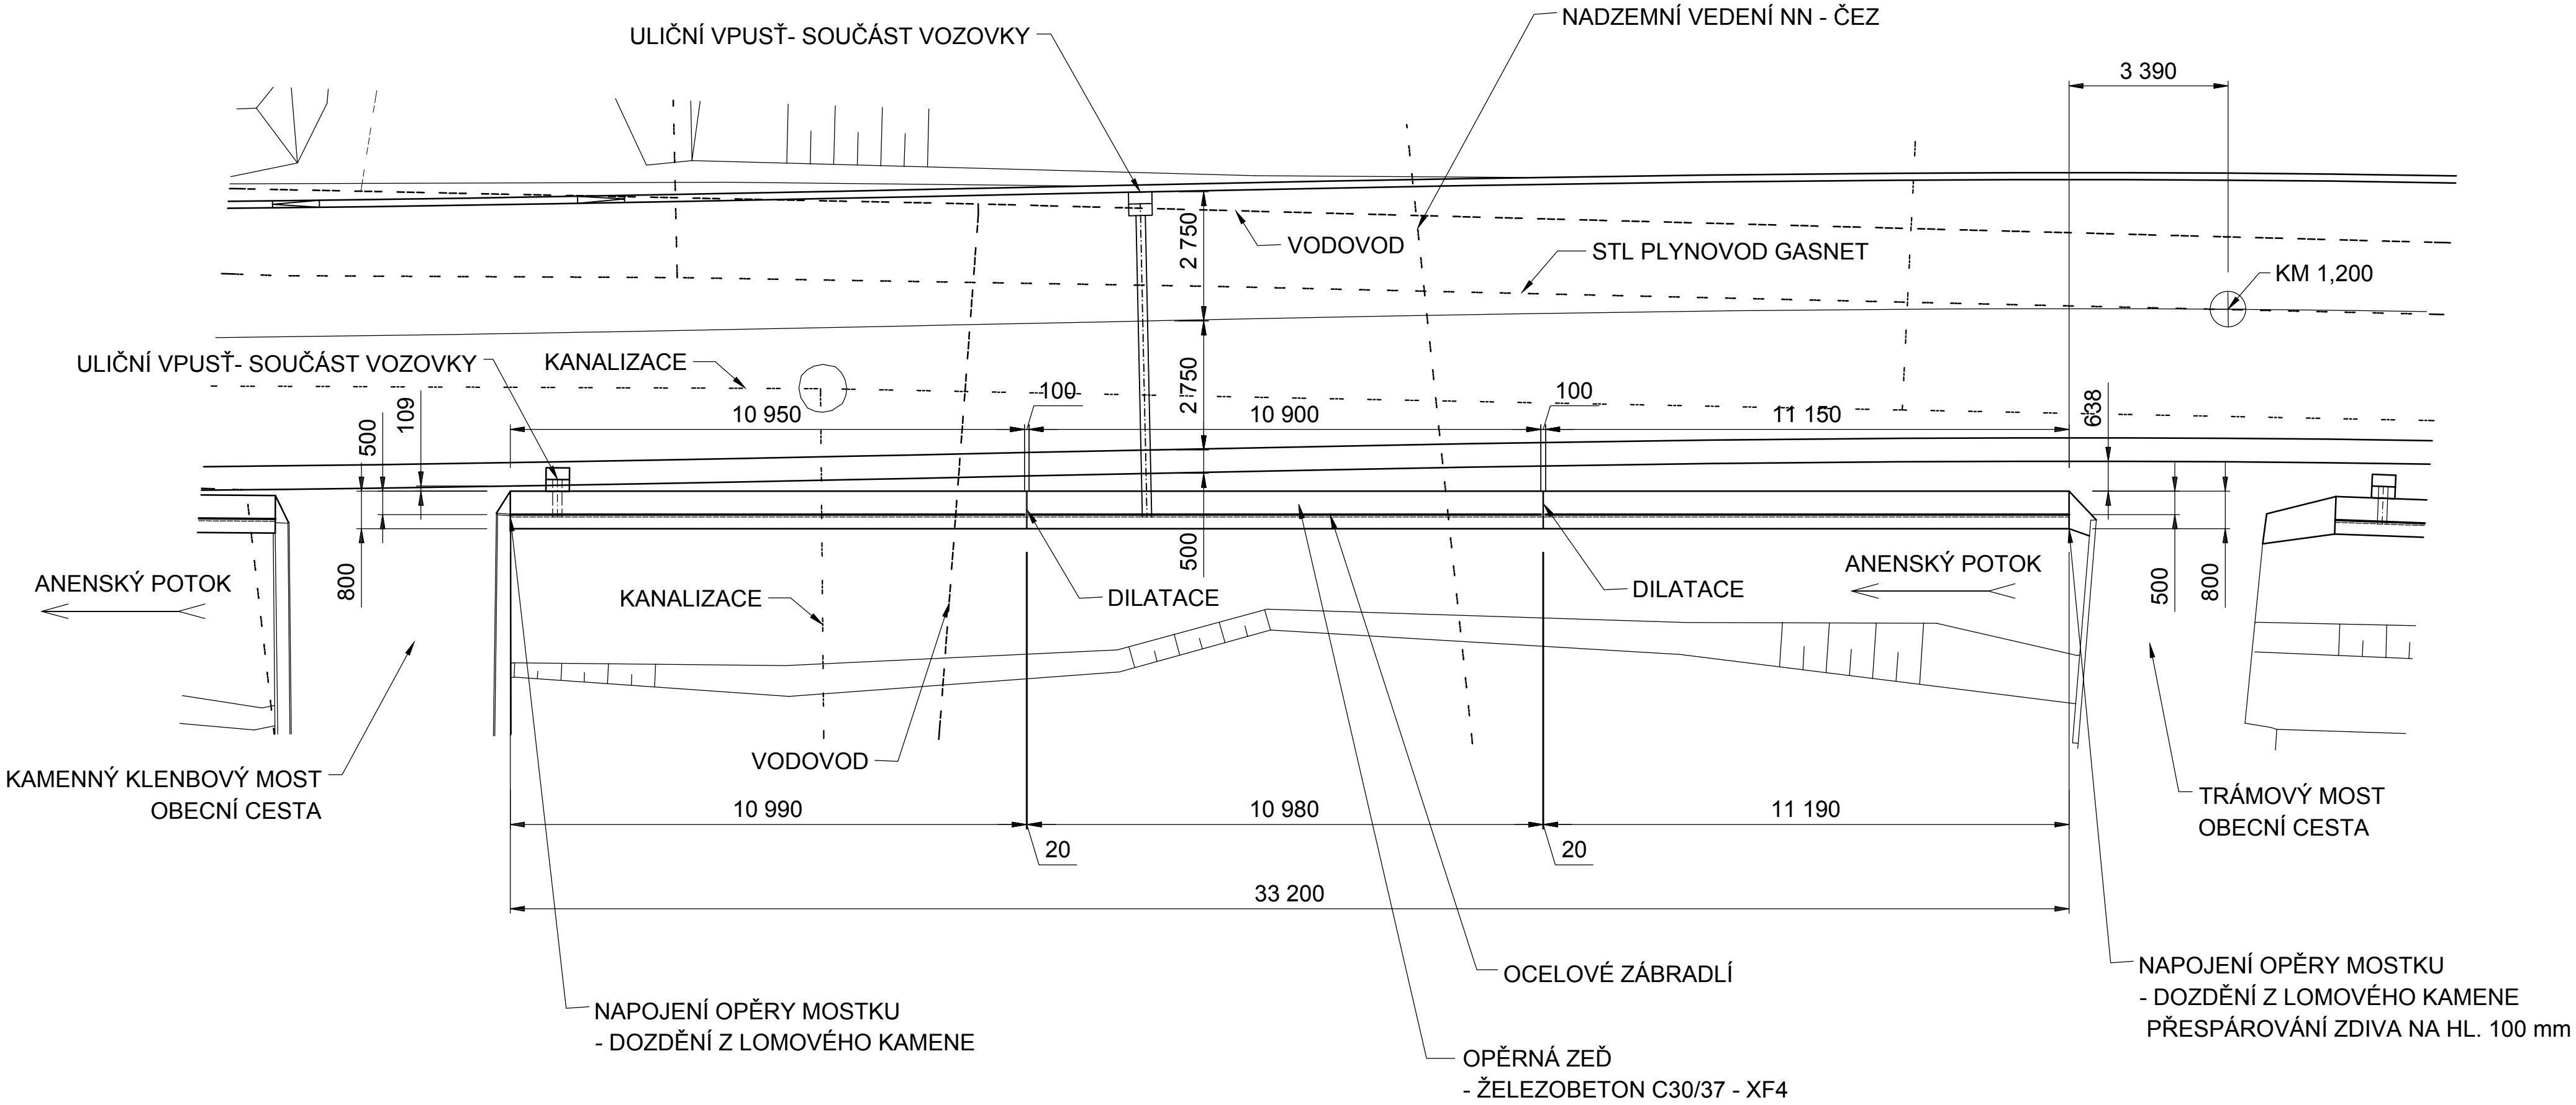 NADZEMNÍ VEDENÍ NN - ČEZ
ULIČNÍ VPUSŤ- SOUČÁST VOZOVKY
3 390
2 750
VODOVOD
STL PLYNOVOD GASNET
KM 1,200
ULIČNÍ VPUSŤ- SOUČÁST VOZOVKY
KANALIZACE
2 750
100
100
109
500
10 950
10 900
11 150
638
500
800
ANENSKÝ POTOK
KANALIZACE
DILATACE
DILATACE
ANENSKÝ POTOK
500
800
VODOVOD
KAMENNÝ KLENBOVÝ MOST
OBECNÍ CESTA
10 990
10 980
11 190
TRÁMOVÝ MOST
OBECNÍ CESTA
20
20
33 200
OCELOVÉ ZÁBRADLÍ
NAPOJENÍ OPĚRY MOSTKU
- DOZDĚNÍ Z LOMOVÉHO KAMENE
PŘESPÁROVÁNÍ ZDIVA NA HL. 100 mm
NAPOJENÍ OPĚRY MOSTKU
- DOZDĚNÍ Z LOMOVÉHO KAMENE
OPĚRNÁ ZEĎ
- ŽELEZOBETON C30/37 - XF4